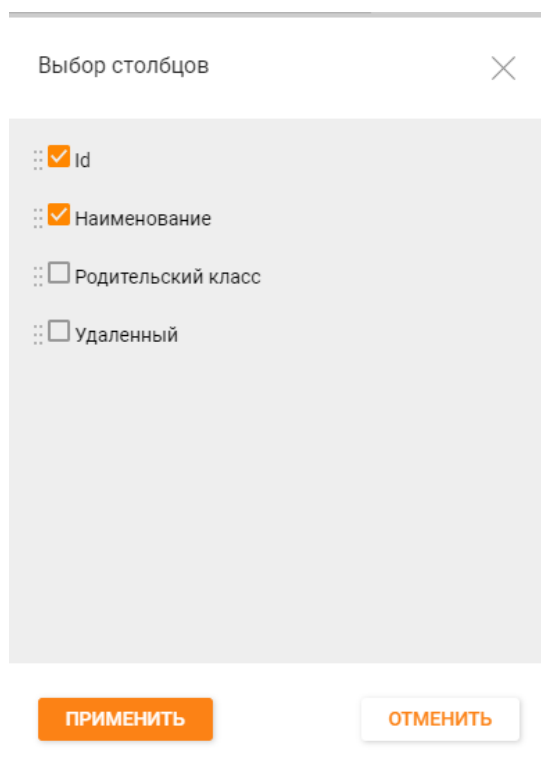 Выбор столбцов
Id
Наименование
Родительский класс
Удаленный
ПРИМЕНИТЬ
ОТМЕНИТЬ